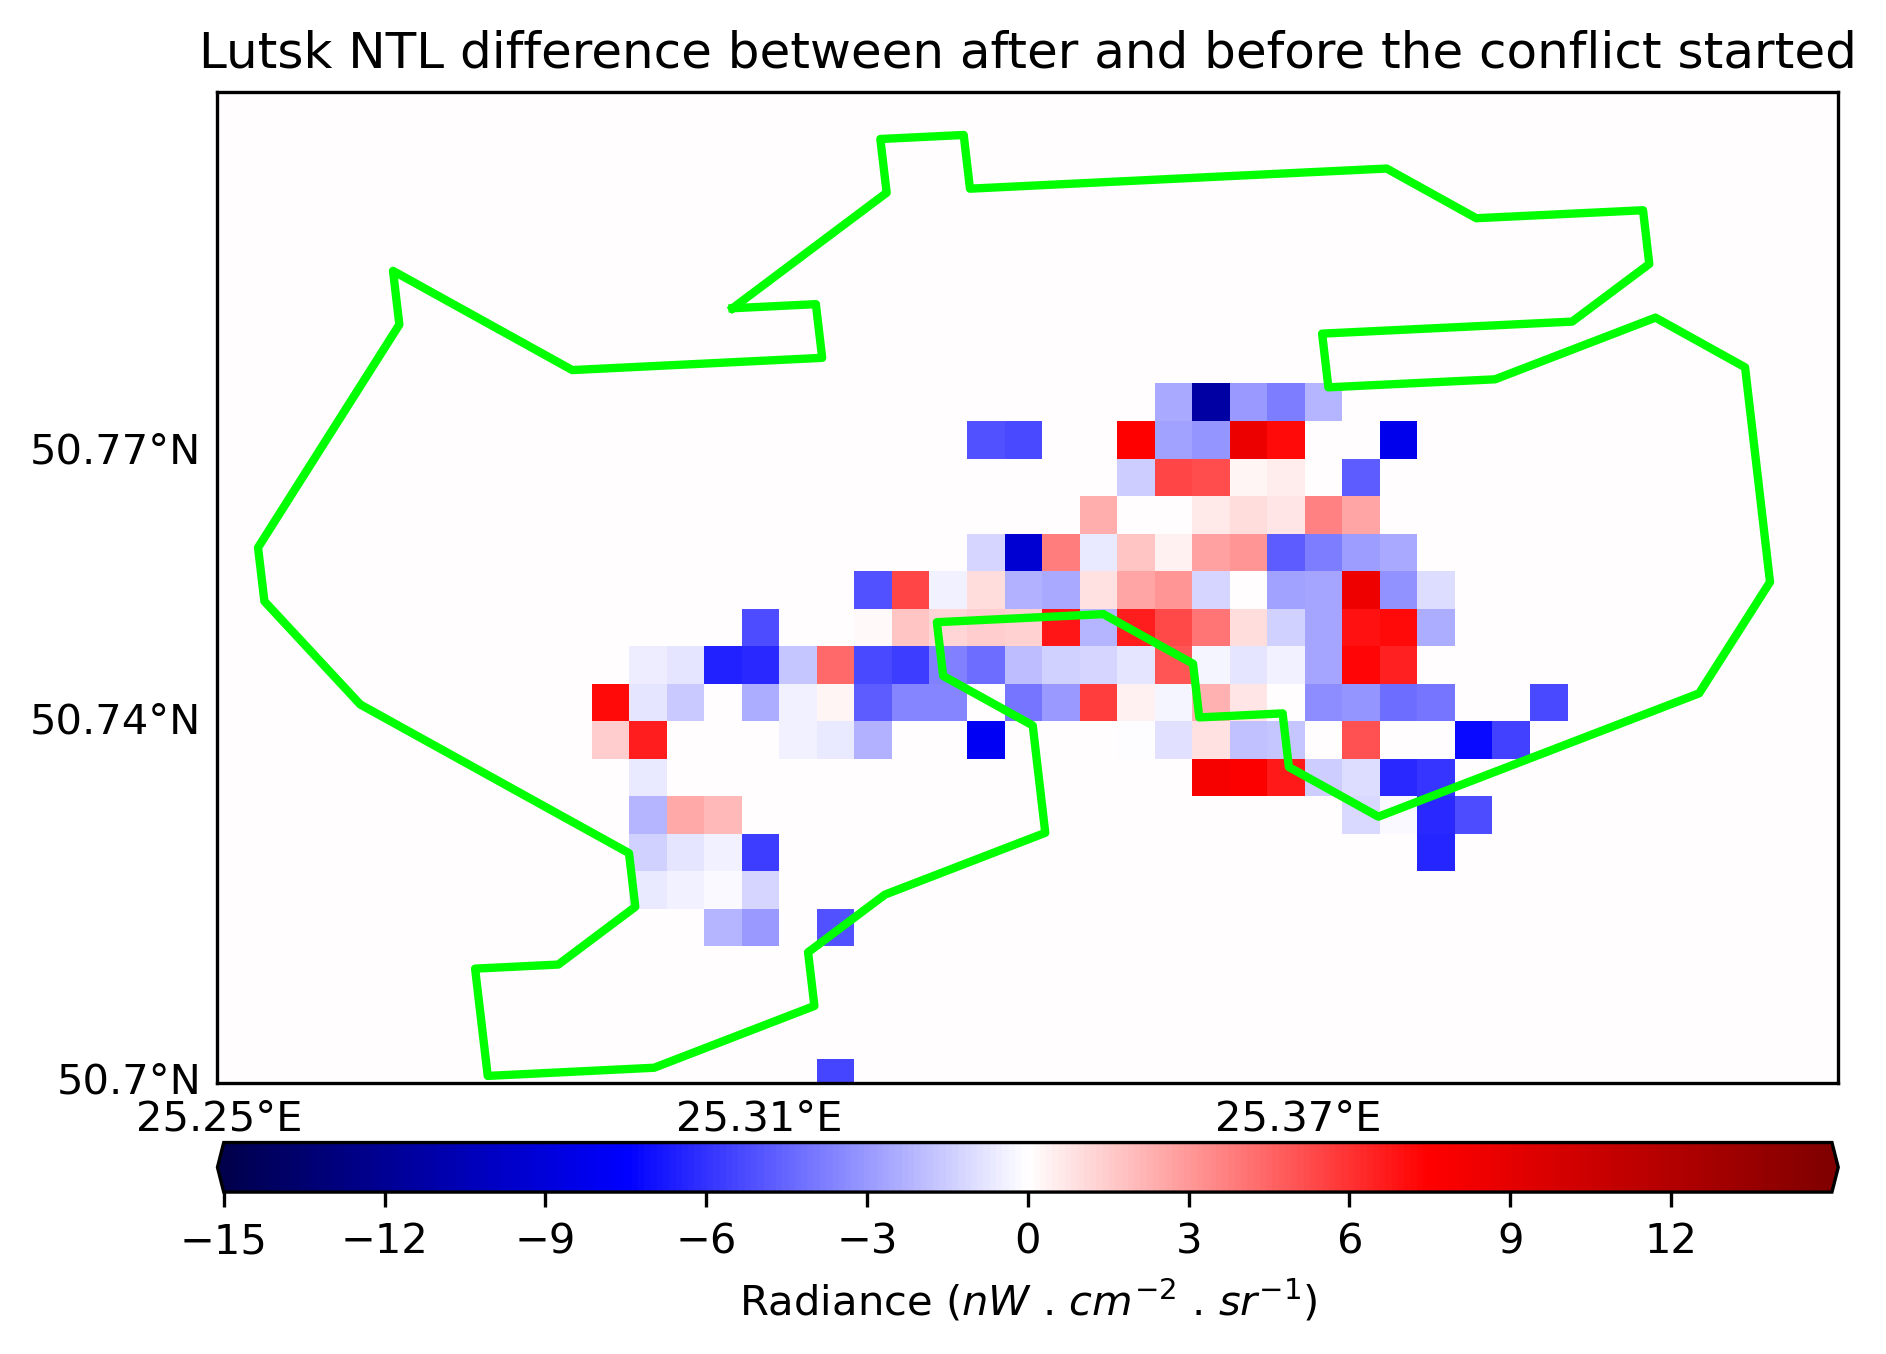 Lutsk NTL difference between after and before the conflict started
50.77°N
50.74°N
50.7°N
25.25°E 25.31°E 25.37°E
−15 −12 −9 −6 −3 0 3 6 9 12
Radiance (nW . cm⁻² . sr⁻¹)